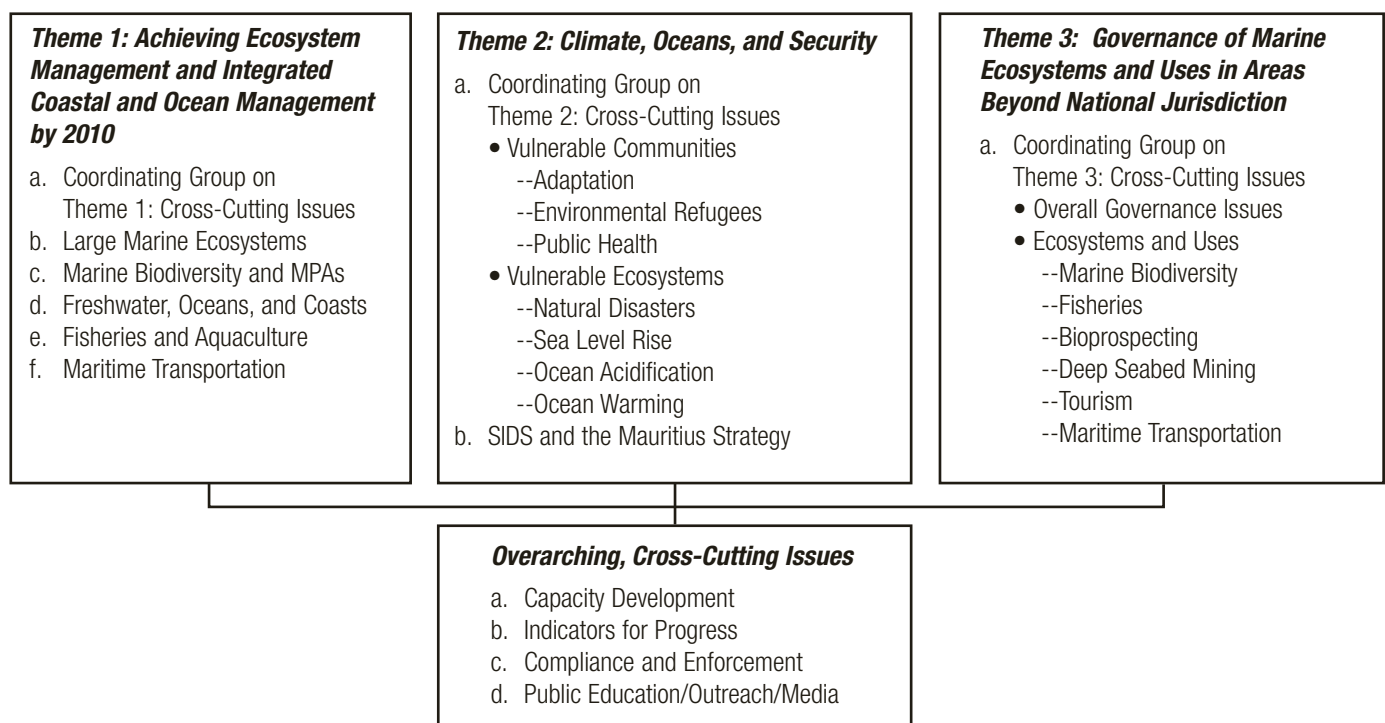 Theme 1: Achieving Ecosystem
Management and Integrated
Coastal and Ocean Management
by 2010
a. Coordinating Group on
Theme 1: Cross-Cutting Issues
b. Large Marine Ecosystems
c. Marine Biodiversity and MPAs
d. Freshwater, Oceans, and Coasts
e. Fisheries and Aquaculture
f. Maritime Transportation
Theme 2: Climate, Oceans, and Security
a. Coordinating Group on
Theme 2: Cross-Cutting Issues
• Vulnerable Communities
--Adaptation
--Environmental Refugees
--Public Health
• Vulnerable Ecosystems
--Natural Disasters
--Sea Level Rise
--Ocean Acidification
--Ocean Warming
b. SIDS and the Mauritius Strategy
Theme 3: Governance of Marine
Ecosystems and Uses in Areas
Beyond National Jurisdiction
a. Coordinating Group on
Theme 3: Cross-Cutting Issues
• Overall Governance Issues
• Ecosystems and Uses
--Marine Biodiversity
--Fisheries
--Bioprospecting
--Deep Seabed Mining
--Tourism
--Maritime Transportation
Overarching, Cross-Cutting Issues
a. Capacity Development
b. Indicators for Progress
c. Compliance and Enforcement
d. Public Education/Outreach/Media